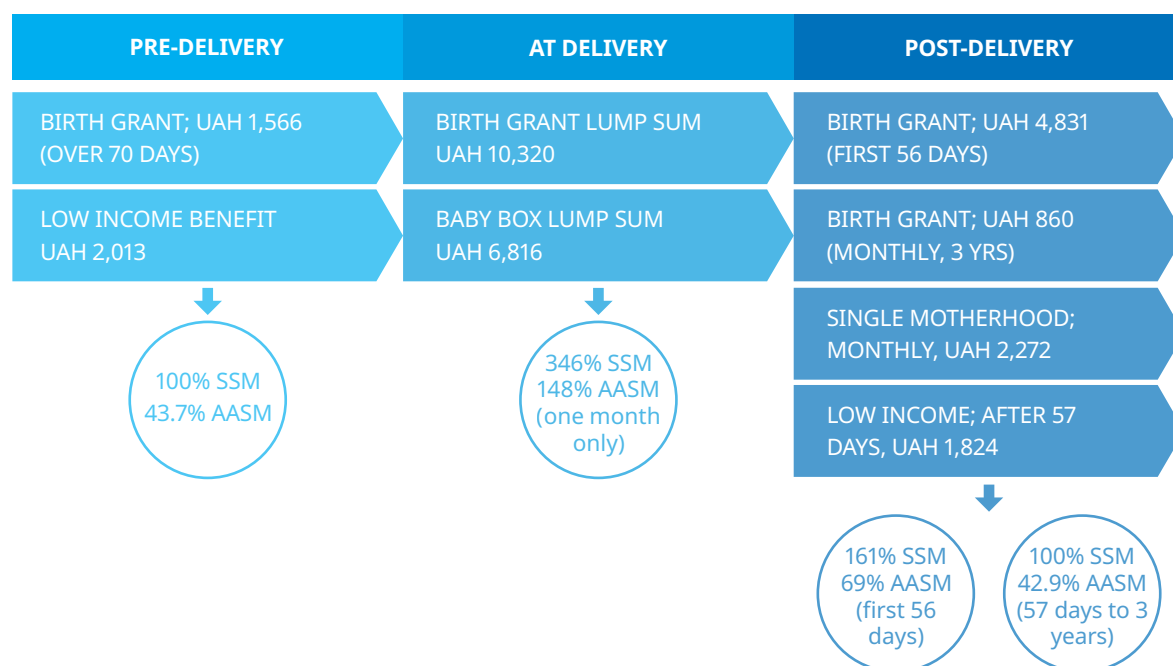 PRE-DELIVERY
BIRTH GRANT; UAH 1,566
(OVER 70 DAYS)
LOW INCOME BENEFIT
UAH 2,013
100% SSM
43.7% AASM
AT DELIVERY
BIRTH GRANT LUMP SUM
UAH 10,320
BABY BOX LUMP SUM
UAH 6,816
346% SSM
148% AASM
(one month
only)
POST-DELIVERY
BIRTH GRANT; UAH 4,831
(FIRST 56 DAYS)
BIRTH GRANT; UAH 860
(MONTHLY, 3 YRS)
SINGLE MOTHERHOOD;
MONTHLY, UAH 2,272
LOW INCOME; AFTER 57
DAYS, UAH 1,824
161% SSM
69% AASM
(first 56
days)
100% SSM
42.9% AASM
(57 days to 3
years)